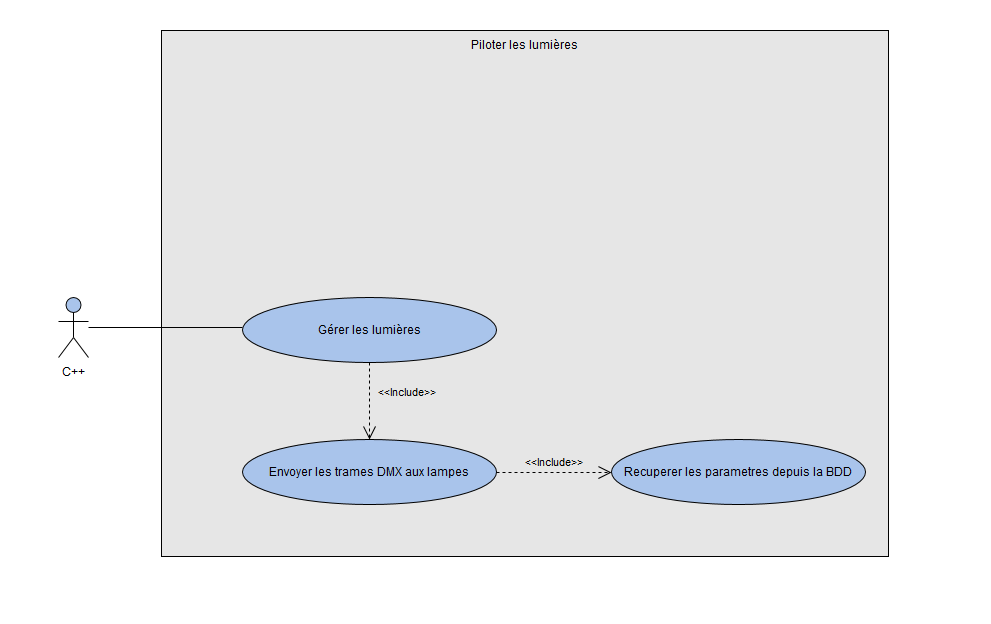 Piloter les lumières
Gérer les lumières
C++
<<Include>>
<<Include>>
Envoyer les trames DMX aux lampes
Recuperer les parametres depuis la BDD